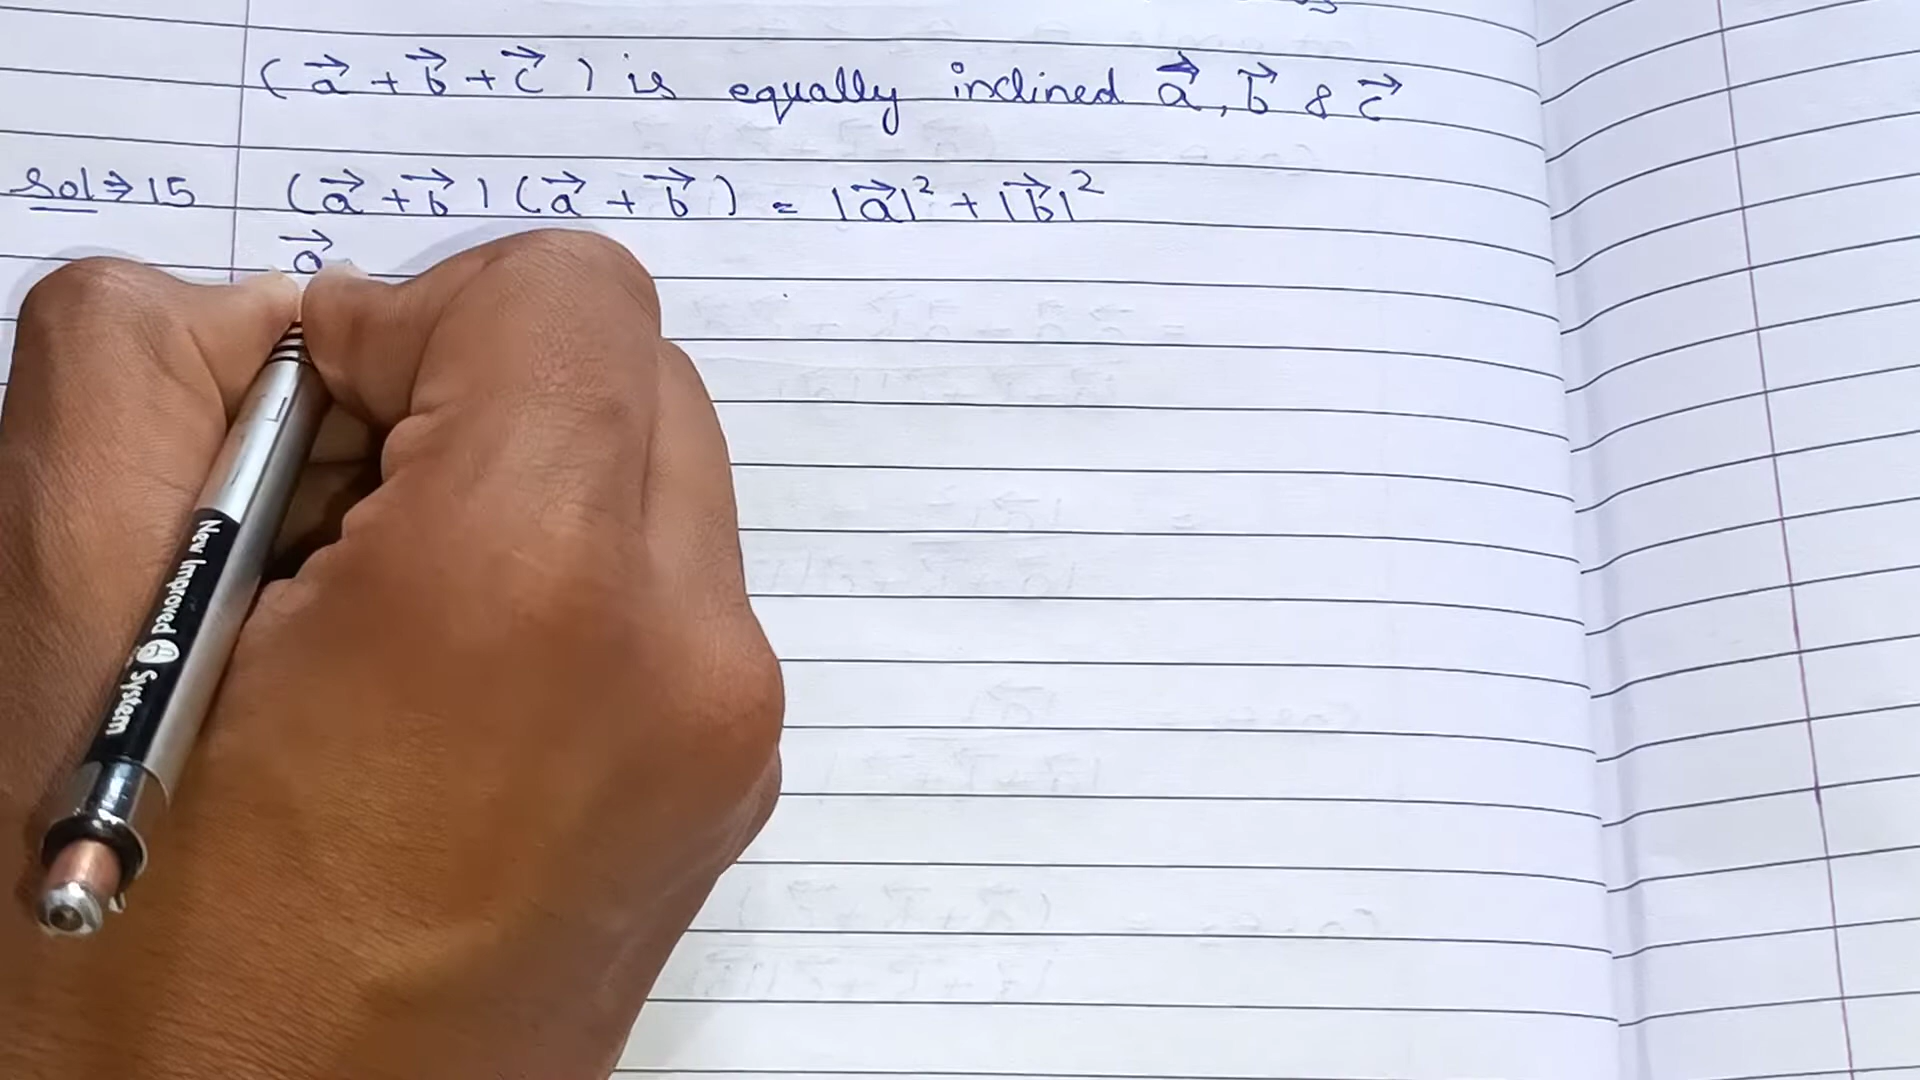 (a⃗ + b⃗ + c⃗) is equally inclined a⃗, b⃗ & c⃗
Sol → 15 (a⃗ + b⃗) (a⃗ + b⃗) = |a⃗|² + |b⃗|²
a⃗
New Improved System